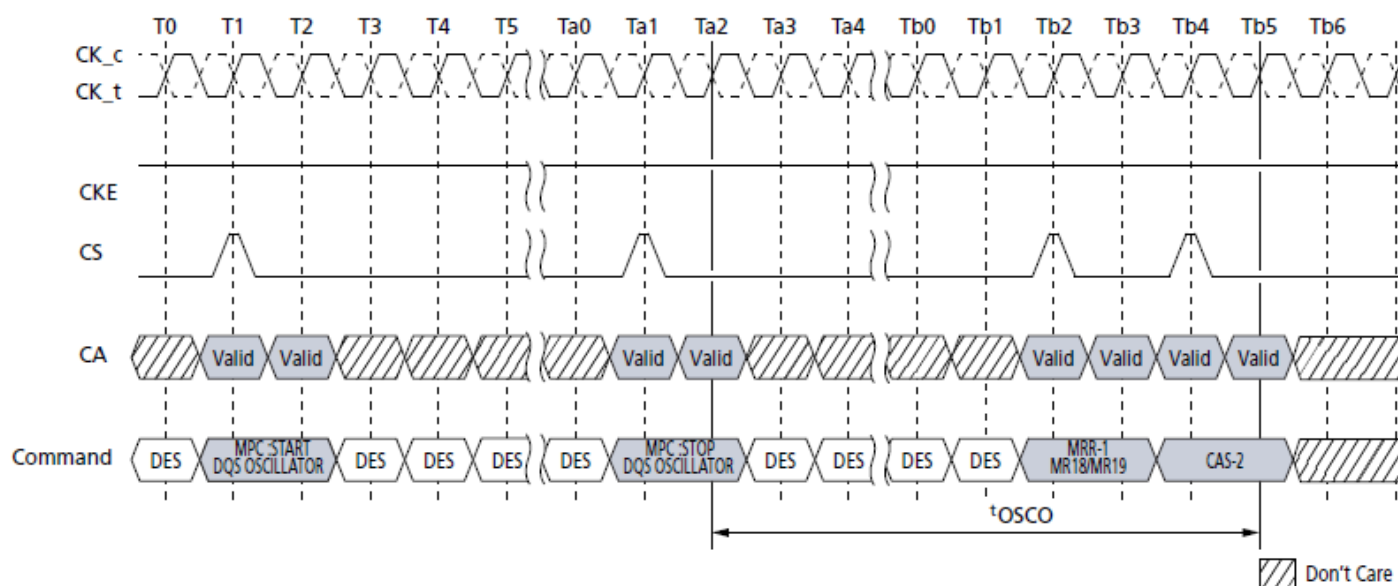 T0 T1 T2 T3 T4 T5 Ta0 Ta1 Ta2 Ta3 Ta4 Tb0 Tb1 Tb2 Tb3 Tb4 Tb5 Tb6
CK_c
CK_t
CKE
CS
CA Valid Valid Valid Valid Valid Valid Valid Valid
MPC :START MPC :STOP MRR-1
Command DES DES DES DES DES DES DES DES DES CAS-2
DQS OSCILLATOR DQS OSCILLATOR MR18/MR19
tOSCO
Don't Care